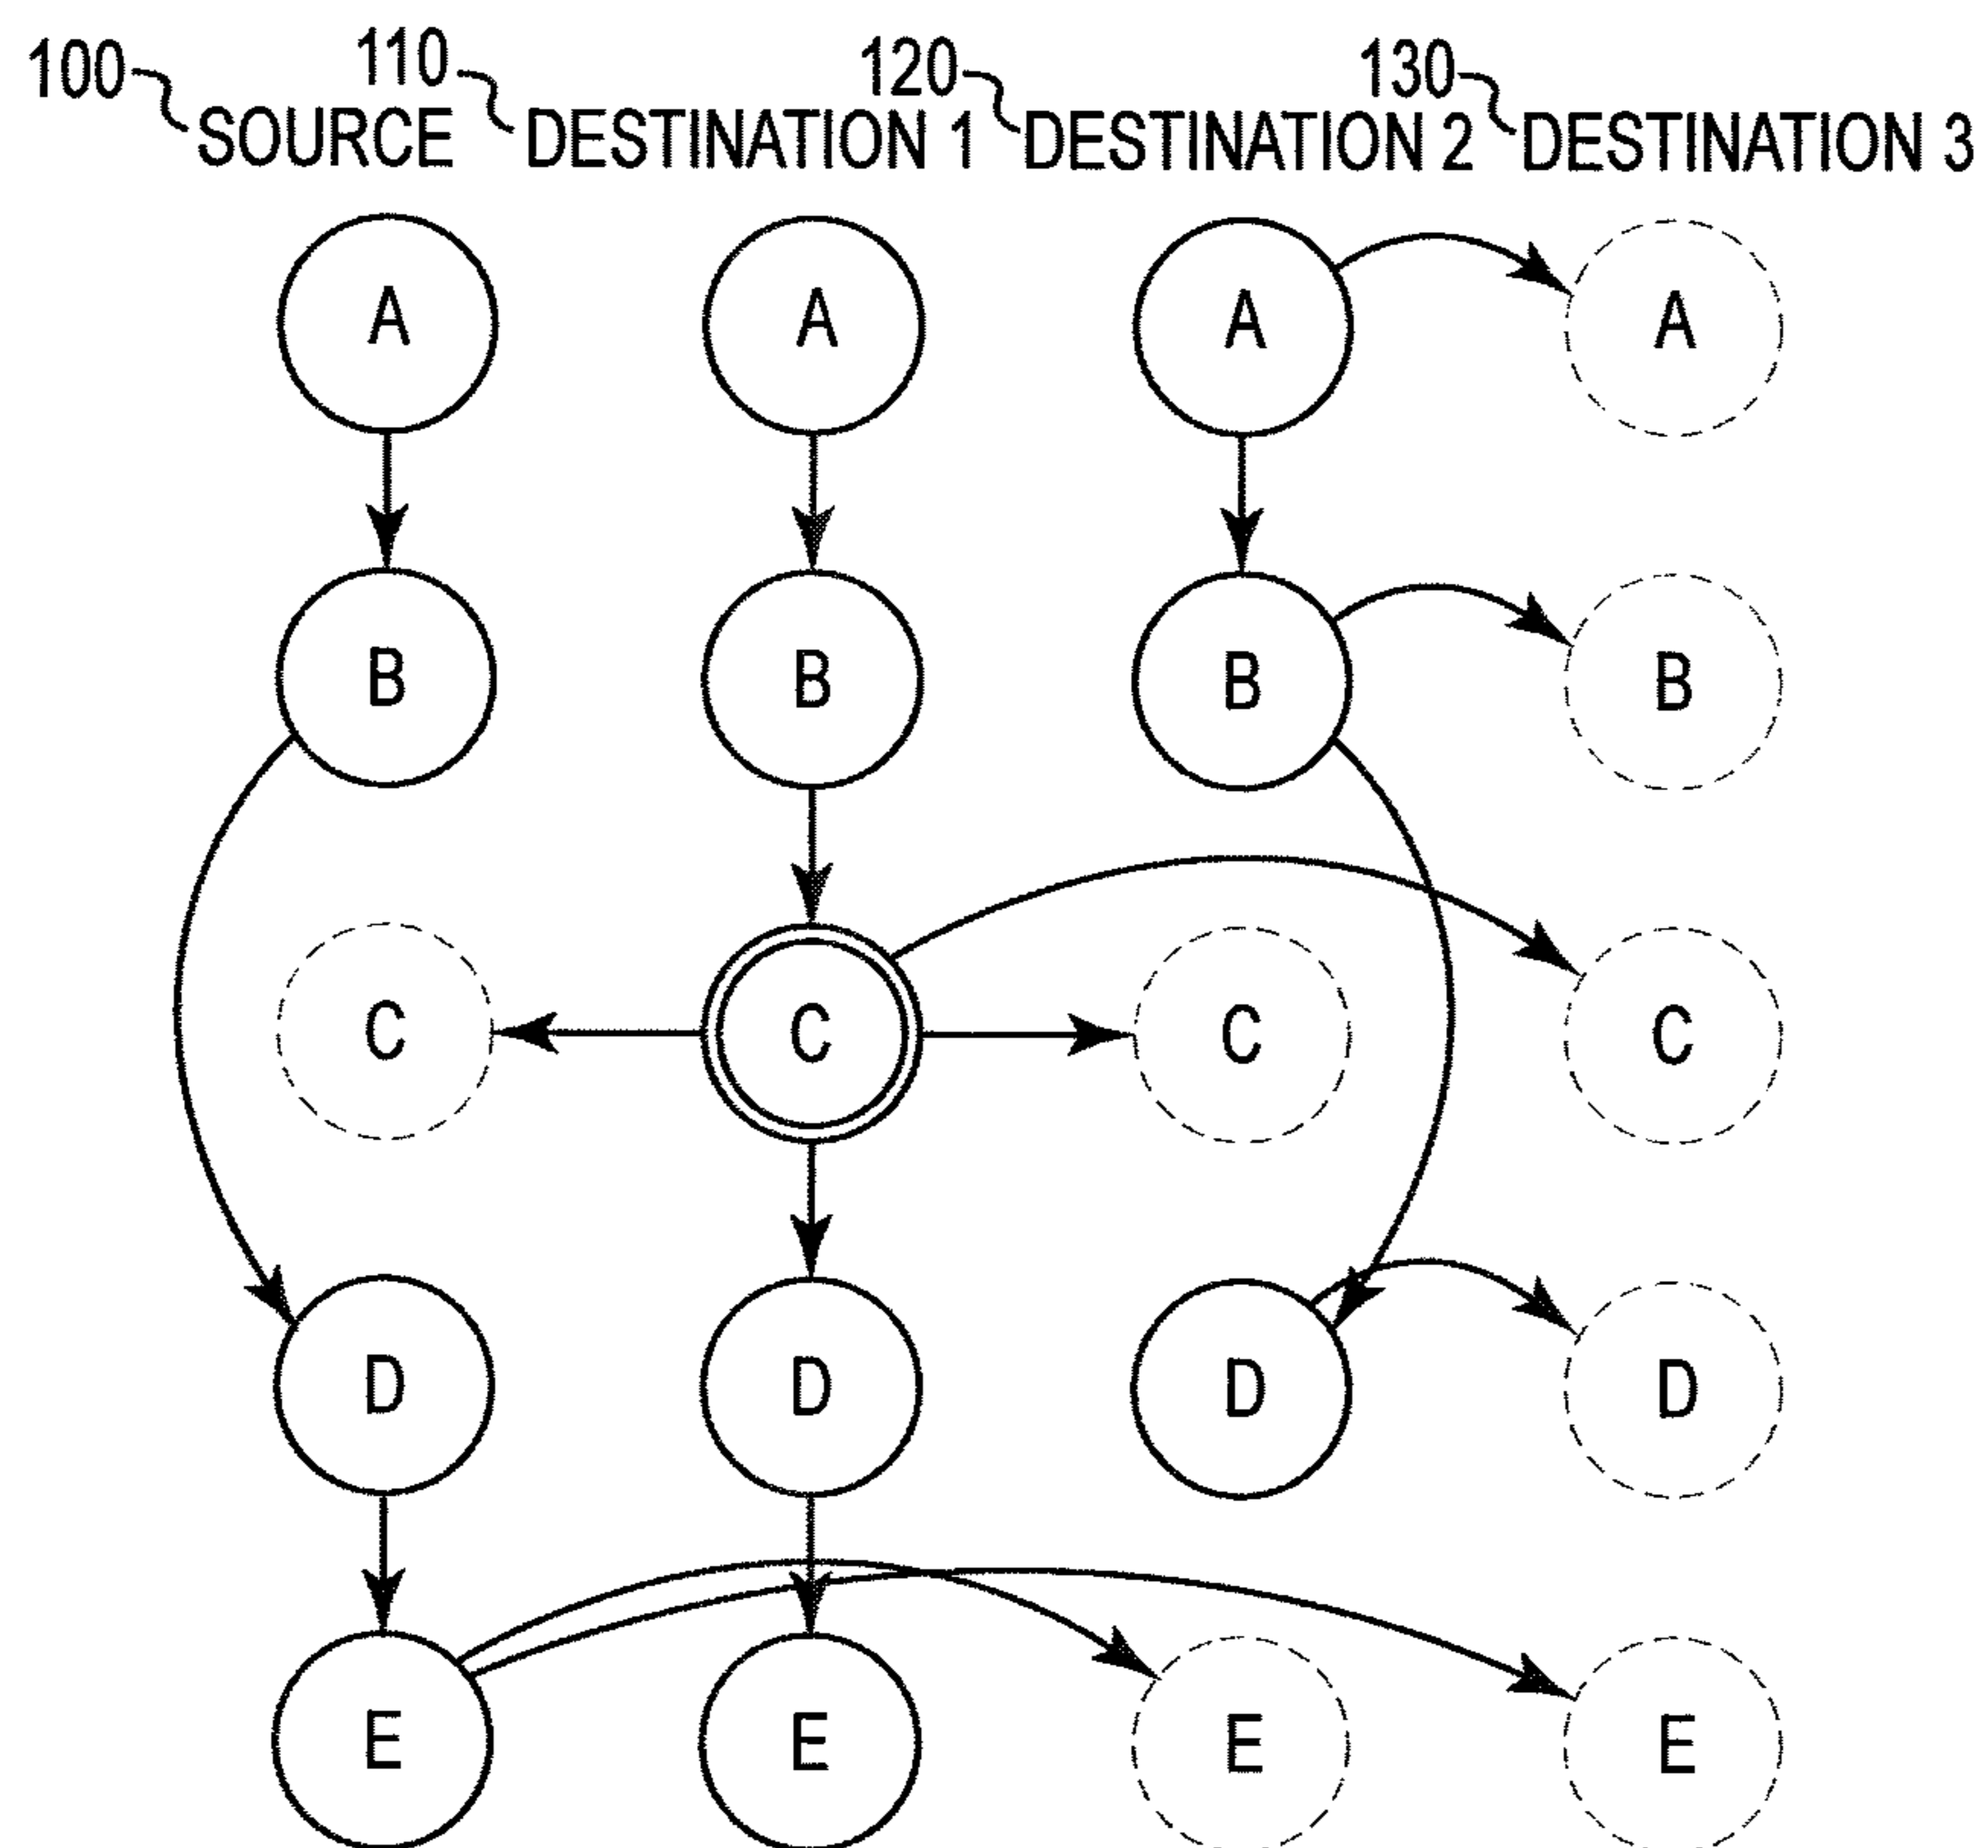 100 110 120 130
SOURCE DESTINATION 1 DESTINATION 2 DESTINATION 3
A A A A
B B B B
C C C C
D D D D
E E E E